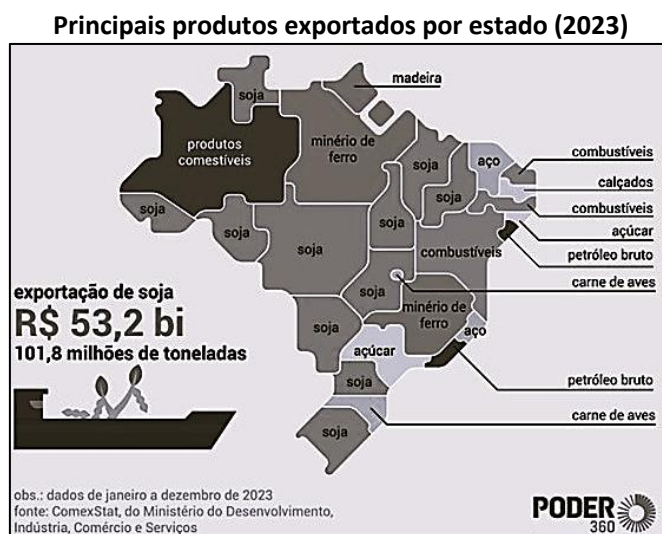 Principais produtos exportados por estado (2023)
madeira
soja
produtos
comestíveis
minério de
ferro
soja
aço
combustíveis
calçados
combustíveis
açúcar
petróleo bruto
carne de aves
soja
soja
soja
soja
soja
combustíveis
soja
minério de
ferro
aço
soja
açúcar
petróleo bruto
soja
carne de aves
soja
exportação de soja
R$ 53,2 bi
101,8 milhões de toneladas
obs.: dados de janeiro a dezembro de 2023
fonte: ComexStat, do Ministério do Desenvolvimento,
Indústria, Comércio e Serviços
PODER
360